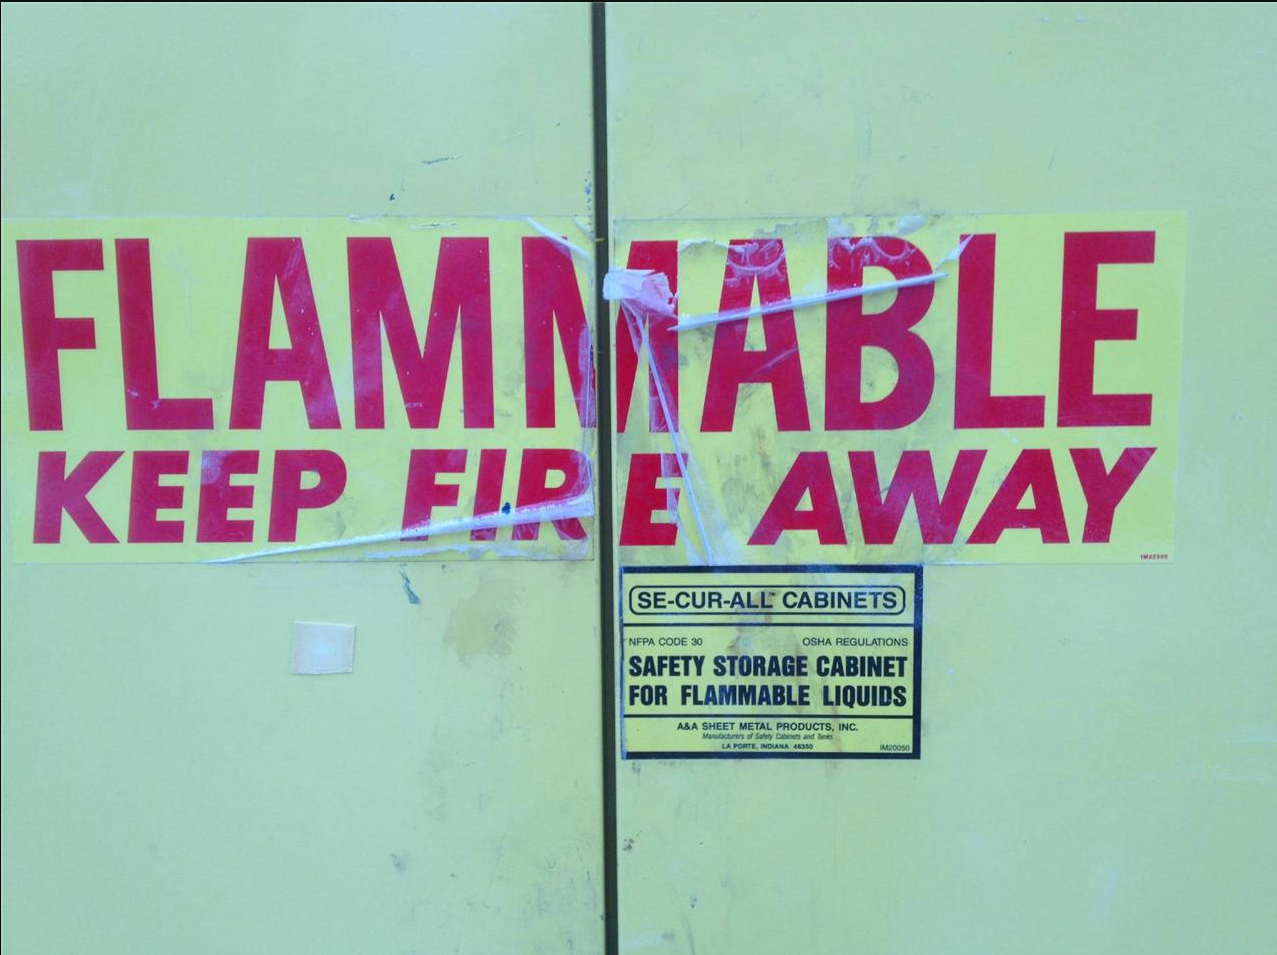 FLAMMABLE
KEEP FIRE AWAY
SE-CUR-ALL™ CABINETS
NFPA CODE 30 OSHA REGULATIONS
SAFETY STORAGE CABINET
FOR FLAMMABLE LIQUIDS
A&A SHEET METAL PRODUCTS, INC.
Manufacturers of Safety Cabinets and Tanks
LA PORTE, INDIANA 46350 IM20050